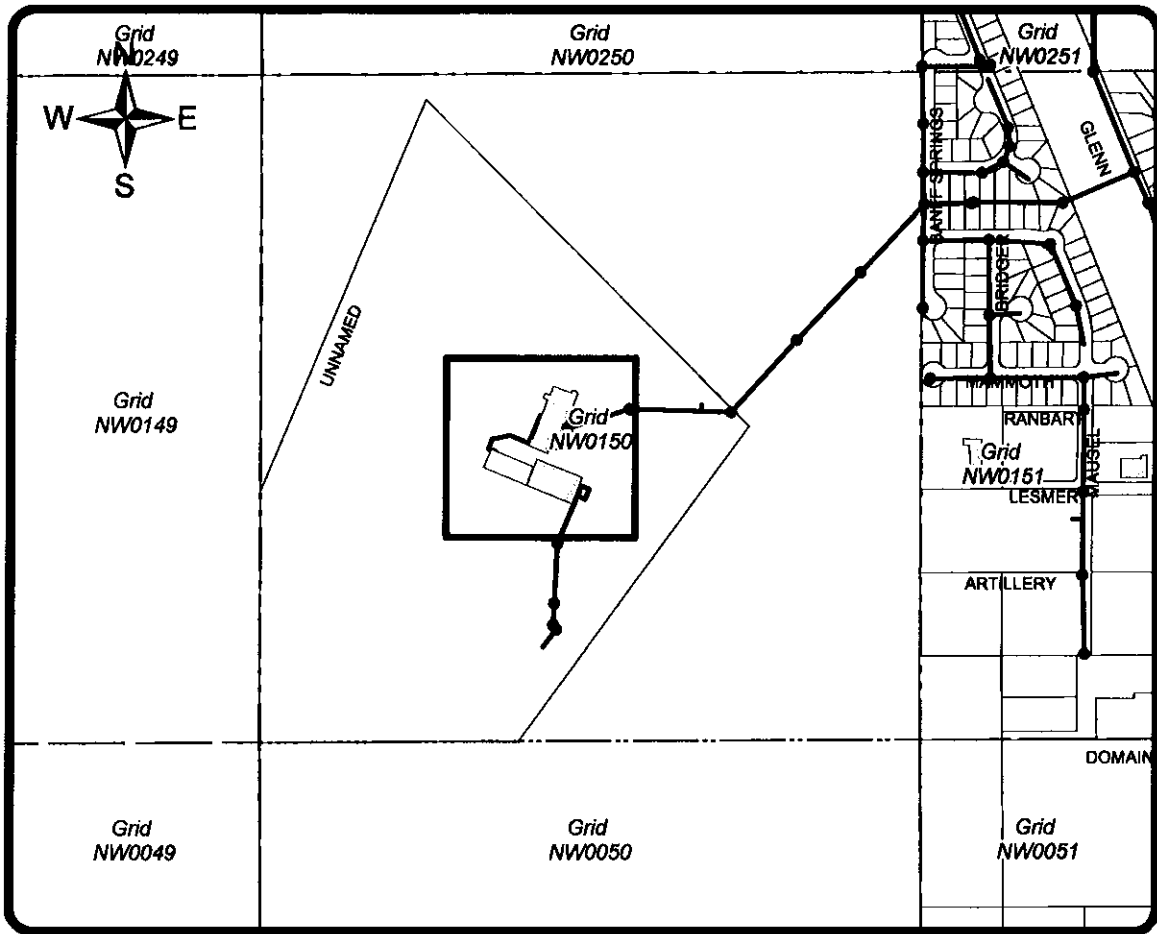 Grid
NW0249
Grid
NW0250
Grid
NW0251
N
W
E
S
GLENN
BANFF SPRINGS
BRIDGER
UNNAMED
MAMMOTH
Grid
NW0149
Grid
NW0150
RANBARY
MAUSEL
Grid
NW0151
LESMER
ARTILLERY
DOMAIN
Grid
NW0049
Grid
NW0050
Grid
NW0051